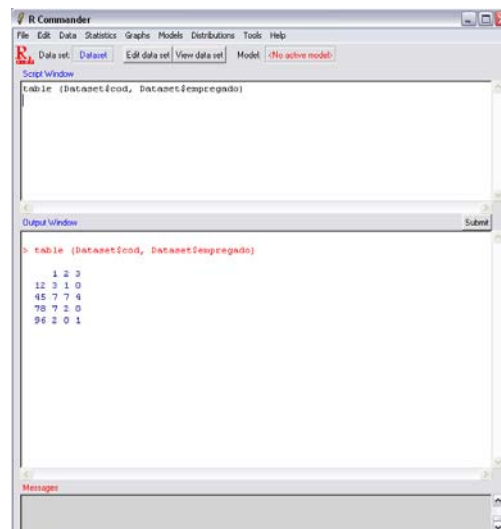 R Commander
File Edit Data Statistics Graphs Models Distributions Tools Help
Data set: Dataset Edit data set View data set Model: <No active model>
Script Window
table (Dataset$cod, Dataset$empregado)
Output Window Submit
> table (Dataset$cod, Dataset$empregado)
1 2 3
12 3 1 0
45 7 7 4
78 7 2 0
96 2 0 1
Messages